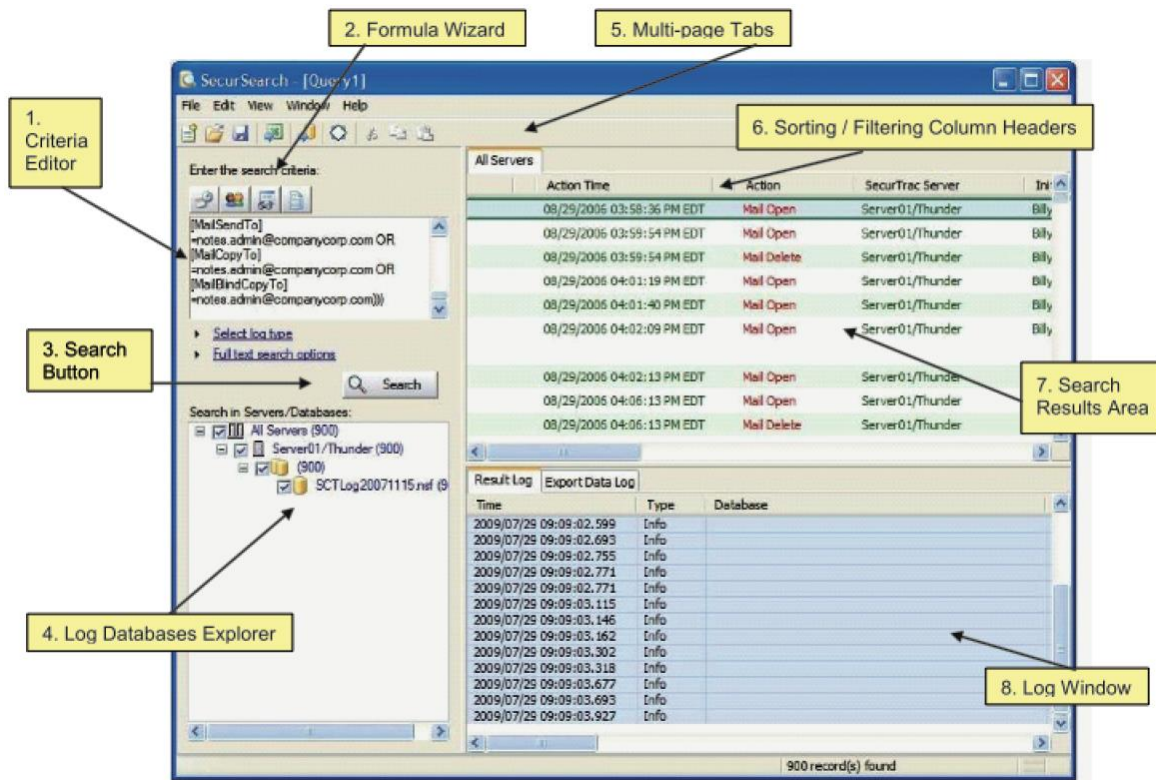 2. Formula Wizard
5. Multi-page Tabs
1.
Criteria
Editor
SecurSearch - [Query1]
File Edit View Window Help
6. Sorting / Filtering Column Headers
Enter the search criteria:
[MailSendTo]
=notes.admin@companycorp.com OR
[MailCopyTo]
=notes.admin@companycorp.com OR
[MailBlindCopyTo]
=notes.admin@companycorp.com)))
Select log type
Full text search options
3. Search
Button
Search
Search in Servers/Databases:
All Servers (900)
Server01/Thunder (900)
(900)
SCTLog20071115.nsf (9
4. Log Databases Explorer
All Servers
Action Time Action SecurTrac Server Ini
08/29/2006 03:58:36 PM EDT Mail Open Server01/Thunder Billy
08/29/2006 03:59:54 PM EDT Mail Open Server01/Thunder Billy
08/29/2006 03:59:54 PM EDT Mail Delete Server01/Thunder Billy
08/29/2006 04:01:19 PM EDT Mail Open Server01/Thunder Billy
08/29/2006 04:01:40 PM EDT Mail Open Server01/Thunder Billy
08/29/2006 04:02:09 PM EDT Mail Open Server01/Thunder Billy
08/29/2006 04:02:13 PM EDT Mail Open Server01/Thunder
08/29/2006 04:06:13 PM EDT Mail Open Server01/Thunder
08/29/2006 04:06:13 PM EDT Mail Delete Server01/Thunder
7. Search
Results Area
Result Log Export Data Log
Time Type Database
2009/07/29 09:09:02.599 Info
2009/07/29 09:09:02.693 Info
2009/07/29 09:09:02.755 Info
2009/07/29 09:09:02.771 Info
2009/07/29 09:09:02.771 Info
2009/07/29 09:09:03.115 Info
2009/07/29 09:09:03.146 Info
2009/07/29 09:09:03.162 Info
2009/07/29 09:09:03.302 Info
2009/07/29 09:09:03.318 Info
2009/07/29 09:09:03.677 Info
2009/07/29 09:09:03.693 Info
2009/07/29 09:09:03.927 Info
8. Log Window
900 record(s) found